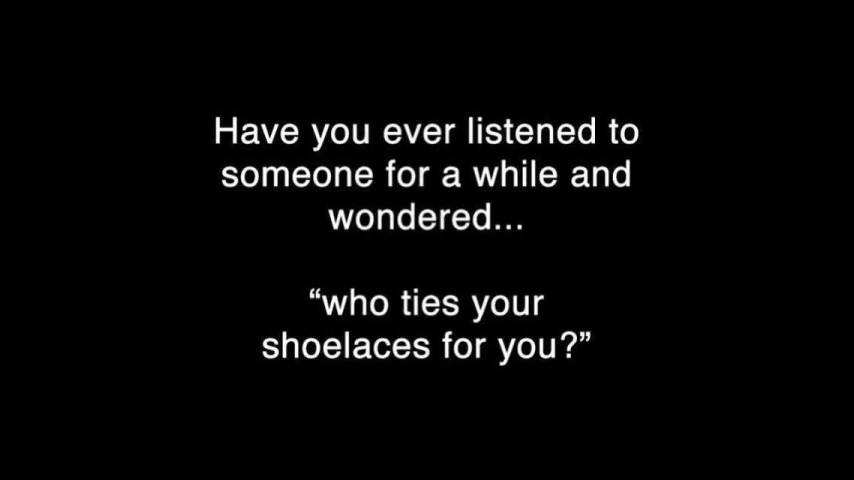 Have you ever listened to
someone for a while and
wondered...
“who ties your
shoelaces for you?”